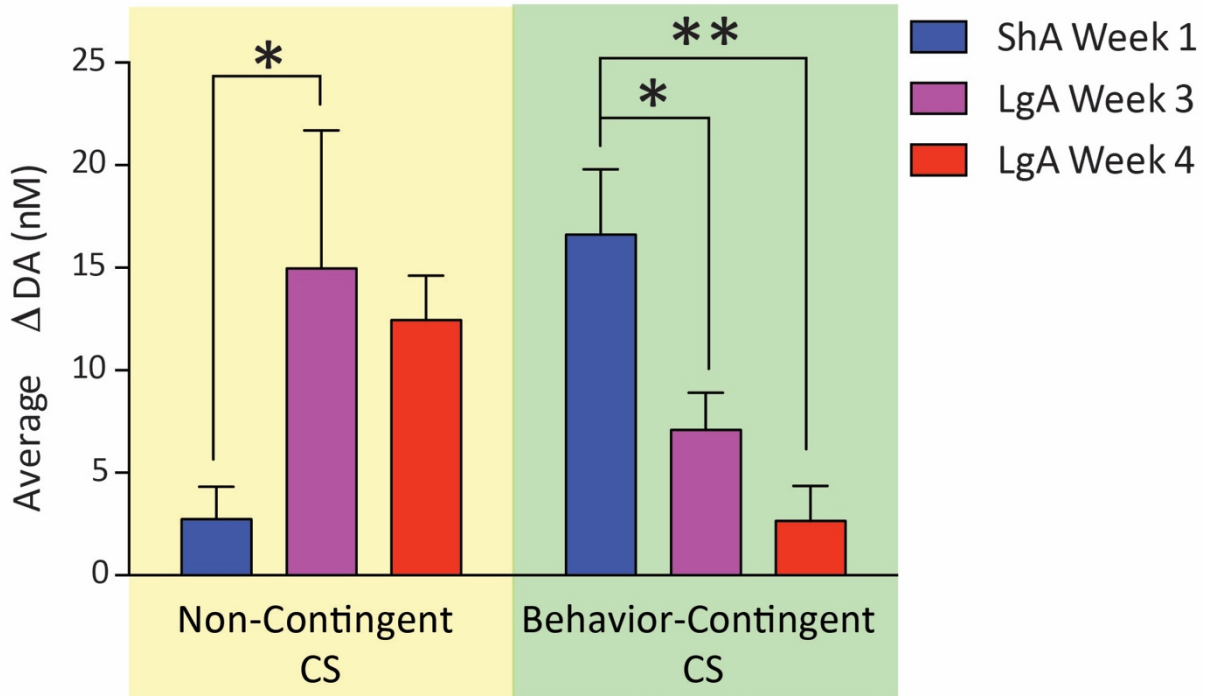 Average Δ DA (nM)
25
20
15
10
5
0
*
**
*
Non-Contingent
CS
Behavior-Contingent
CS
ShA Week 1
LgA Week 3
LgA Week 4